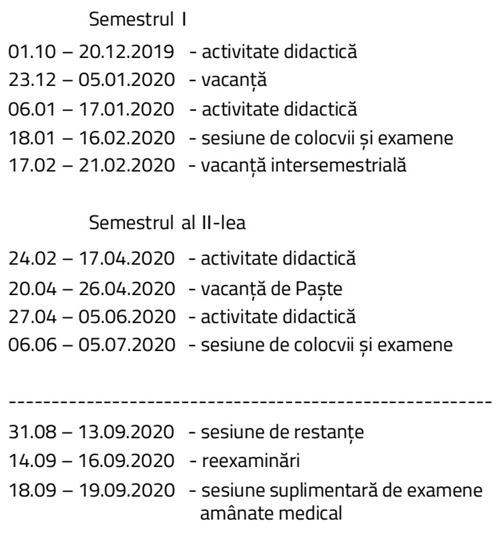 Semestrul I
01.10 – 20.12.2019 - activitate didactică
23.12 – 05.01.2020 - vacanță
06.01 – 17.01.2020 - activitate didactică
18.01 – 16.02.2020 - sesiune de colocvii și examene
17.02 – 21.02.2020 - vacanță intersemestrială
Semestrul al II-lea
24.02 – 17.04.2020 - activitate didactică
20.04 – 26.04.2020 - vacanță de Paște
27.04 – 05.06.2020 - activitate didactică
06.06 – 05.07.2020 - sesiune de colocvii și examene
------------------------------------------------------------
31.08 – 13.09.2020 - sesiune de restanțe
14.09 – 16.09.2020 - reexaminări
18.09 – 19.09.2020 - sesiune suplimentară de examene
amânate medical